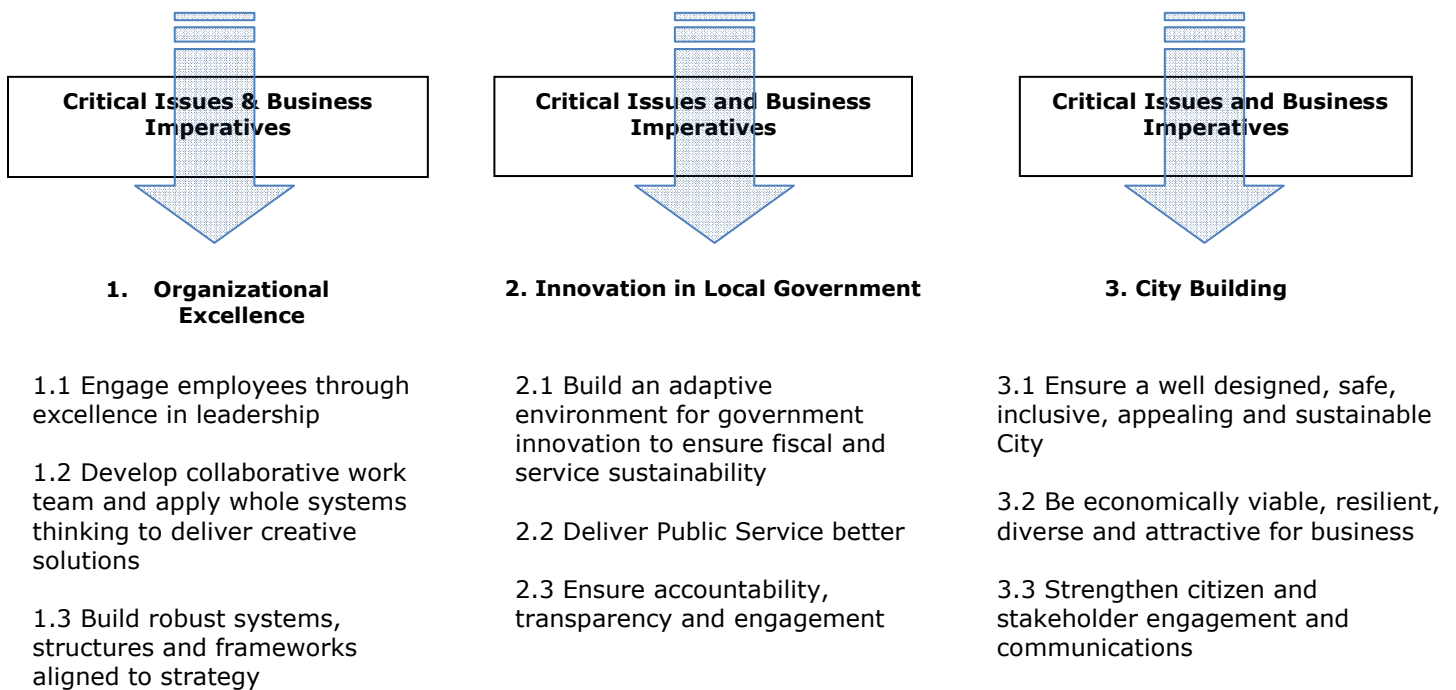 Critical Issues & Business
Imperatives
Critical Issues and Business
Imperatives
Critical Issues and Business
Imperatives
1. Organizational
Excellence
1.1 Engage employees through
excellence in leadership
1.2 Develop collaborative work
team and apply whole systems
thinking to deliver creative
solutions
1.3 Build robust systems,
structures and frameworks
aligned to strategy
2. Innovation in Local Government
2.1 Build an adaptive
environment for government
innovation to ensure fiscal and
service sustainability
2.2 Deliver Public Service better
2.3 Ensure accountability,
transparency and engagement
3. City Building
3.1 Ensure a well designed, safe,
inclusive, appealing and sustainable
City
3.2 Be economically viable, resilient,
diverse and attractive for business
3.3 Strengthen citizen and
stakeholder engagement and
communications